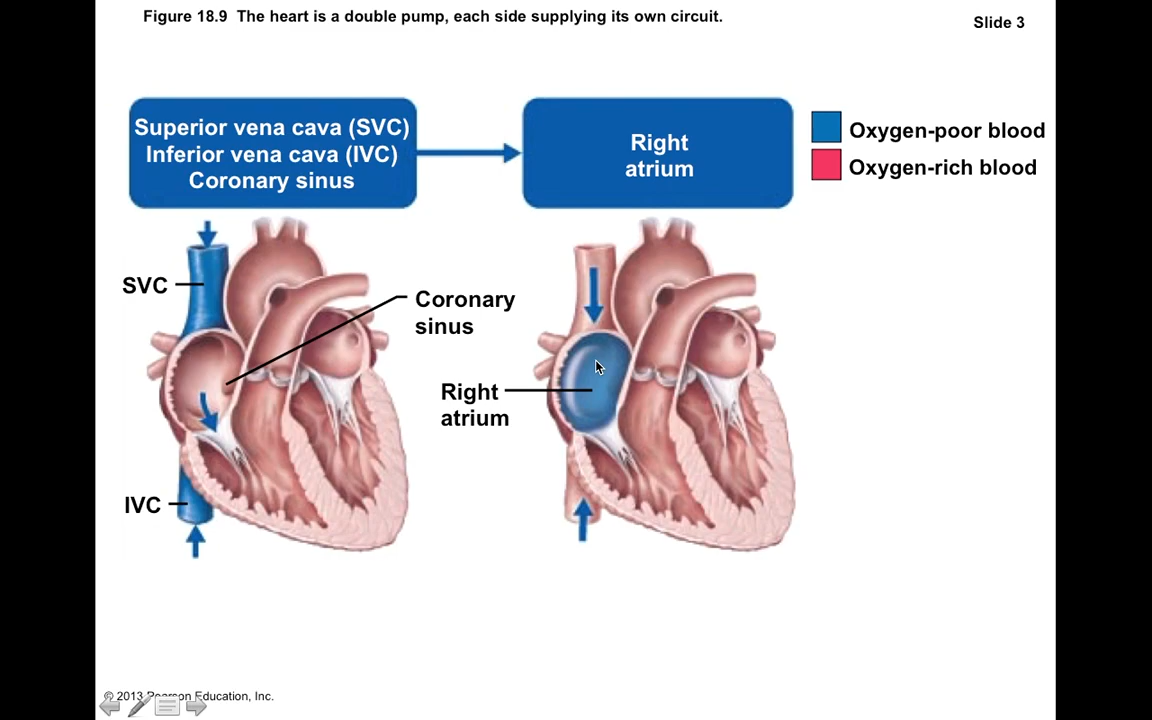 Figure 18.9 The heart is a double pump, each side supplying its own circuit.
Slide 3
Superior vena cava (SVC)
Inferior vena cava (IVC)
Coronary sinus
Right
atrium
Oxygen-poor blood
Oxygen-rich blood
SVC
Coronary
sinus
Right
atrium
IVC
© 2013 Pearson Education, Inc.